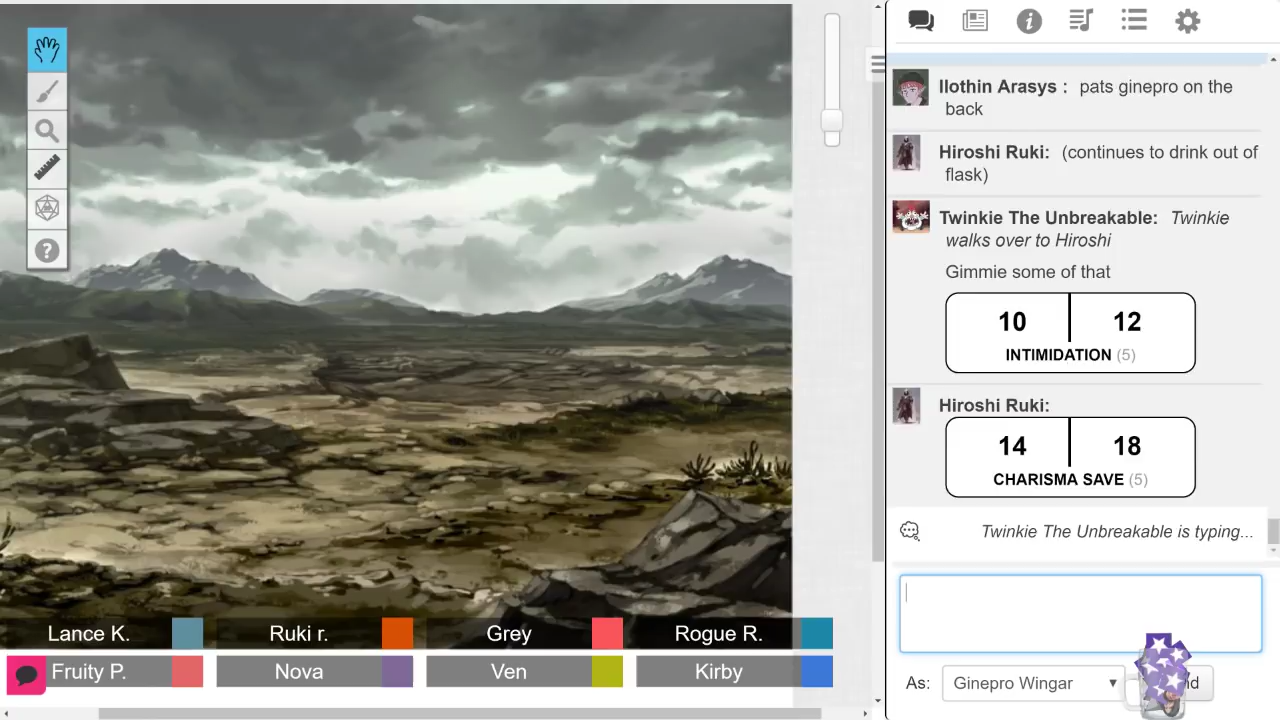 Ilothin Arasys : pats ginepro on the
back
Hiroshi Ruki: (continues to drink out of
flask)
Twinkie The Unbreakable: Twinkie
walks over to Hiroshi
Gimmie some of that
10 12
INTIMIDATION (5)
Hiroshi Ruki:
14 18
CHARISMA SAVE (5)
Twinkie The Unbreakable is typing...
As: Ginepro Wingar
Lance K. Ruki r. Grey Rogue R.
Fruity P. Nova Ven Kirby